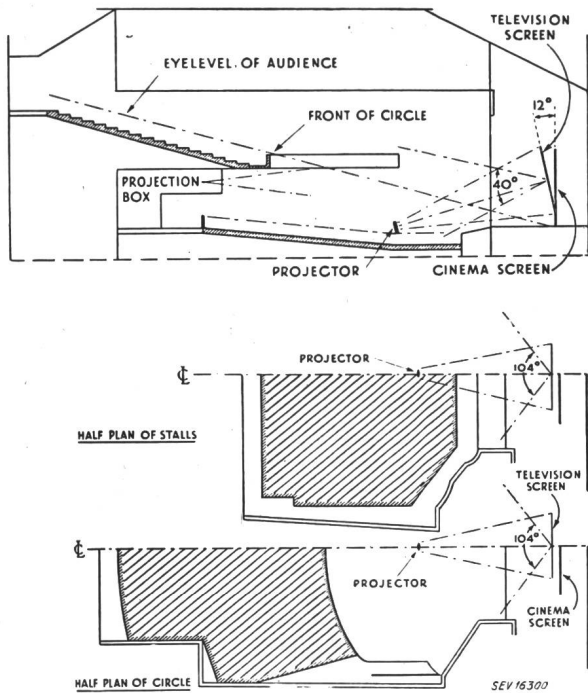 TELEVISION
SCREEN
EYELEVEL OF AUDIENCE
12°
FRONT OF CIRCLE
PROJECTION
BOX
40°
PROJECTOR
CINEMA SCREEN
PROJECTOR
℄
104°
HALF PLAN OF STALLS
TELEVISION
SCREEN
℄
104°
PROJECTOR
CINEMA
SCREEN
HALF PLAN OF CIRCLE
SEV 16300